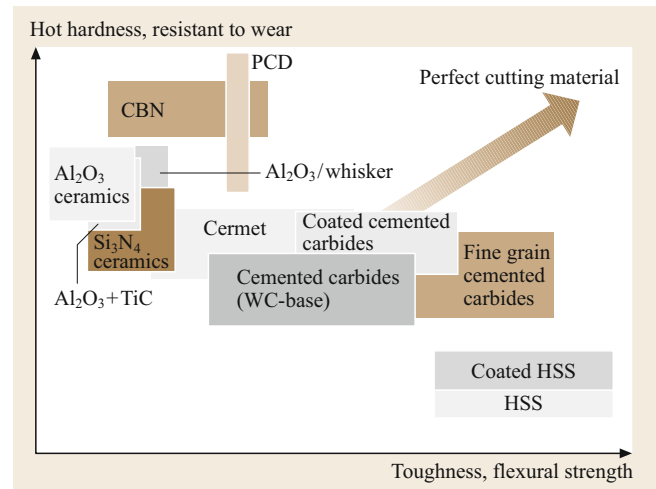 Hot hardness, resistant to wear
PCD
Perfect cutting material
CBN
Al₂O₃/whisker
Al₂O₃
ceramics
Cermet
Coated cemented
carbides
Si₃N₄
ceramics
Fine grain
cemented
carbides
Cemented carbides
(WC-base)
Al₂O₃+TiC
Coated HSS
HSS
Toughness, flexural strength